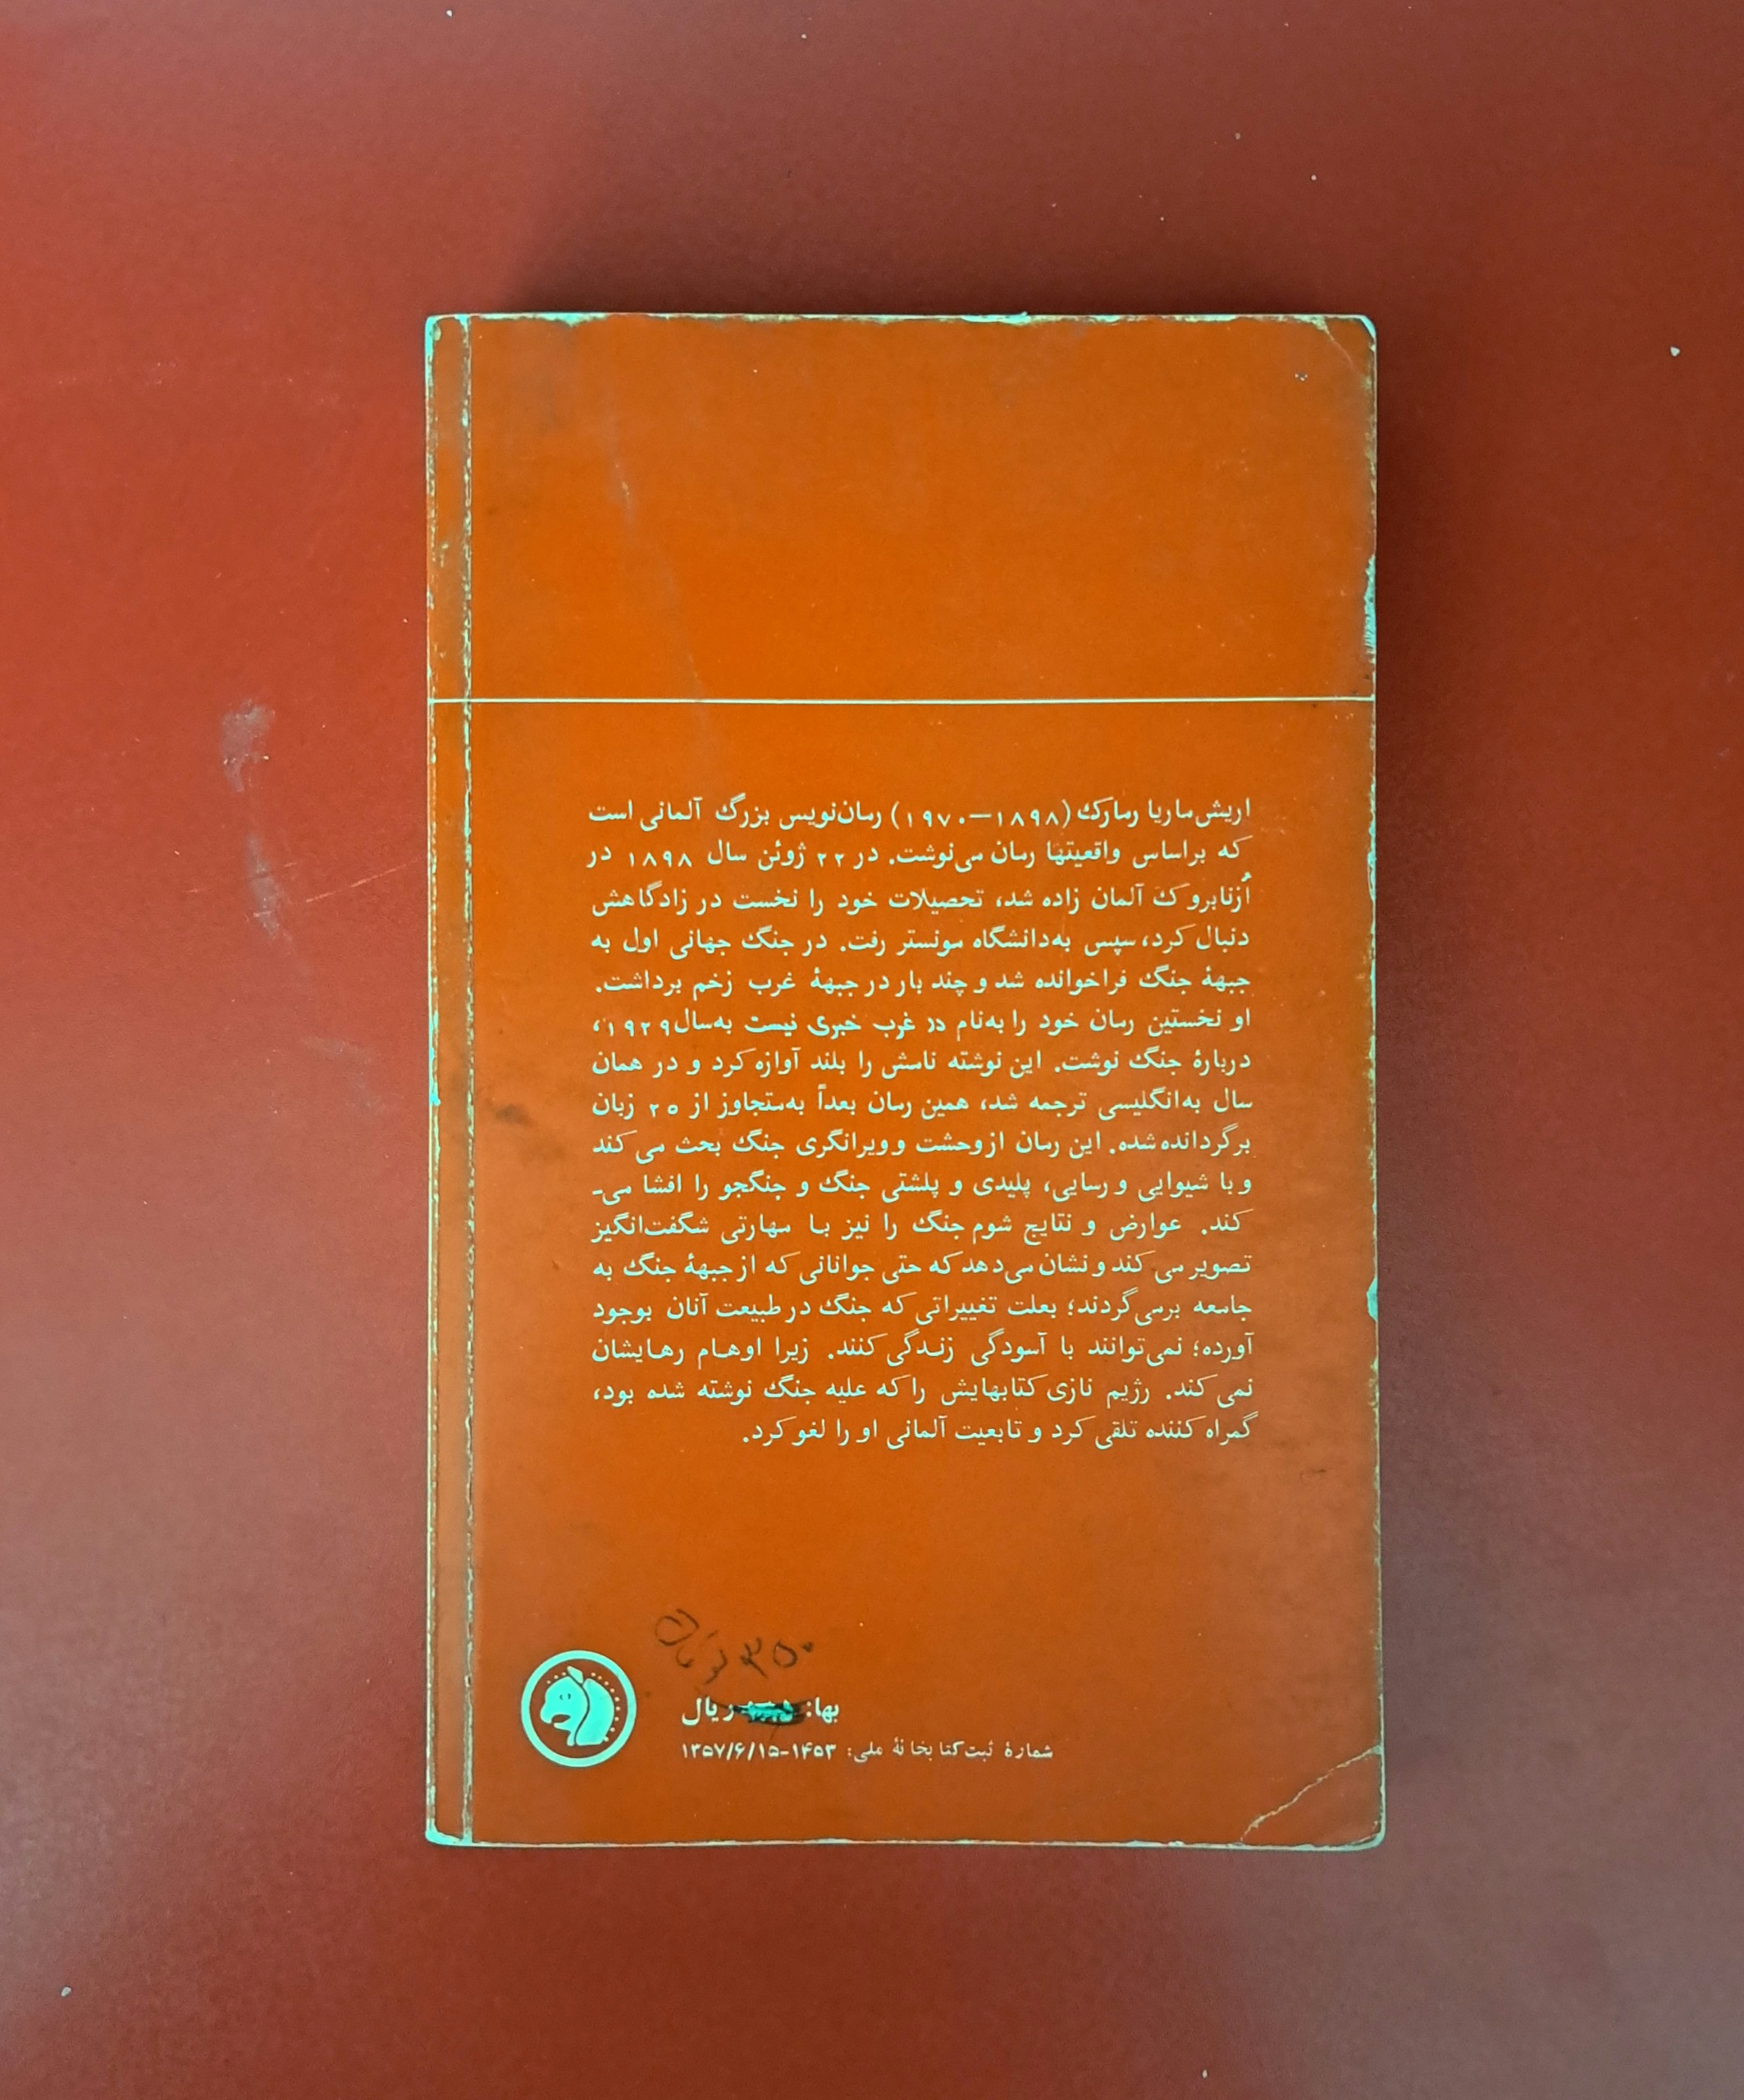 اریش‌ماریا رمارک (۱۸۹۸—۱۹۷۰) رمان‌نویس بزرگ آلمانی است
که براساس واقعیتها رمان می‌نوشت. در ۲۲ ژوئن سال ۱۸۹۸ در
اُزنابروک آلمان زاده شد، تحصیلات خود را نخست در زادگاهش
دنبال کرد، سپس به‌دانشگاه مونستر رفت. در جنگ جهانی اول به
جبههٔ جنگ فراخوانده شد و چند بار در جبههٔ غرب زخم برداشت.
او نخستین رمان خود را به‌نام در غرب خبری نیست به‌سال ۱۹۲۹،
دربارهٔ جنگ نوشت. این نوشته نامش را بلند آوازه کرد و در همان
سال به‌انگلیسی ترجمه شد، همین رمان بعداً به‌متجاوز از ۲۵ زبان
برگردانده شده. این رمان از وحشت و ویرانگری جنگ بحث می‌کند
و با شیوایی و رسایی، پلیدی و پلشتی جنگ و جنگجو را افشا می‌-
کند. عوارض و نتایج شوم جنگ را نیز با مهارتی شگفت‌انگیز
تصویر می‌کند و نشان می‌دهد که حتی جوانانی که از جبههٔ جنگ به
جامعه برمی‌گردند؛ بعلت تغییراتی که جنگ در طبیعت آنان بوجود
آورده؛ نمی‌توانند با آسودگی زندگی کنند. زیرا اوهام رهایشان
نمی‌کند. رژیم نازی کتابهایش را که علیه جنگ نوشته شده بود،
گمراه کننده تلقی کرد و تابعیت آلمانی او را لغو کرد.
۳۵۰ تومان
بها: ریال
شمارهٔ ثبت کتابخانهٔ ملی: ۱۴۵۳-۱۳۵۷/۶/۱۵